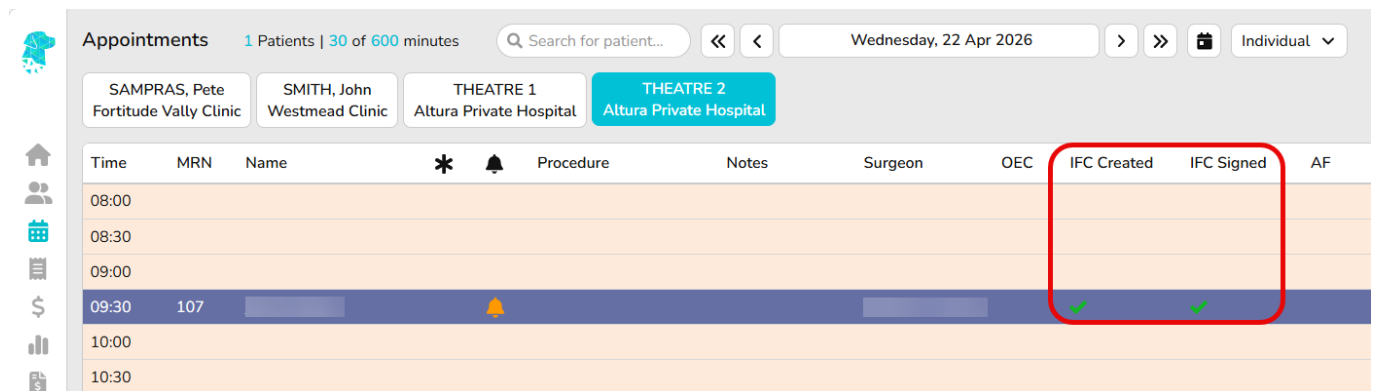 Appointments 1 Patients | 30 of 600 minutes Search for patient... Wednesday, 22 Apr 2026 Individual
SAMPRAS, Pete SMITH, John THEATRE 1 THEATRE 2
Fortitude Vally Clinic Westmead Clinic Altura Private Hospital Altura Private Hospital
Time MRN Name Procedure Notes Surgeon OEC IFC Created IFC Signed AF
08:00
08:30
09:00
09:30 107
10:00
10:30